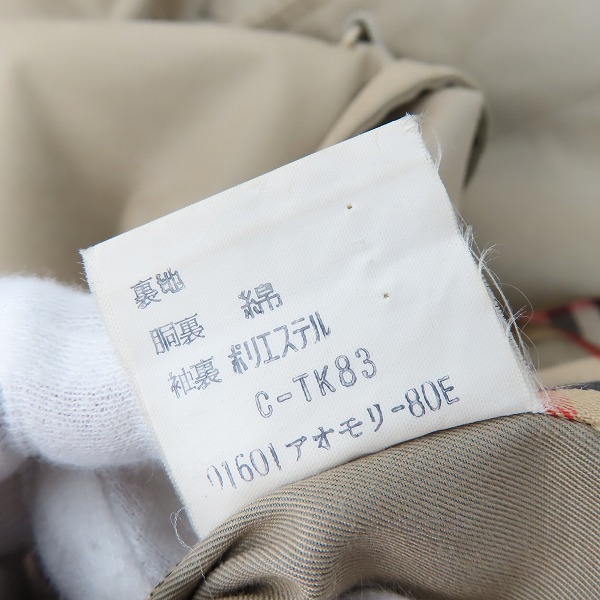 裏地
胴裏 綿
袖裏 ポリエステル
C-TK83
01601アオモリ-80E